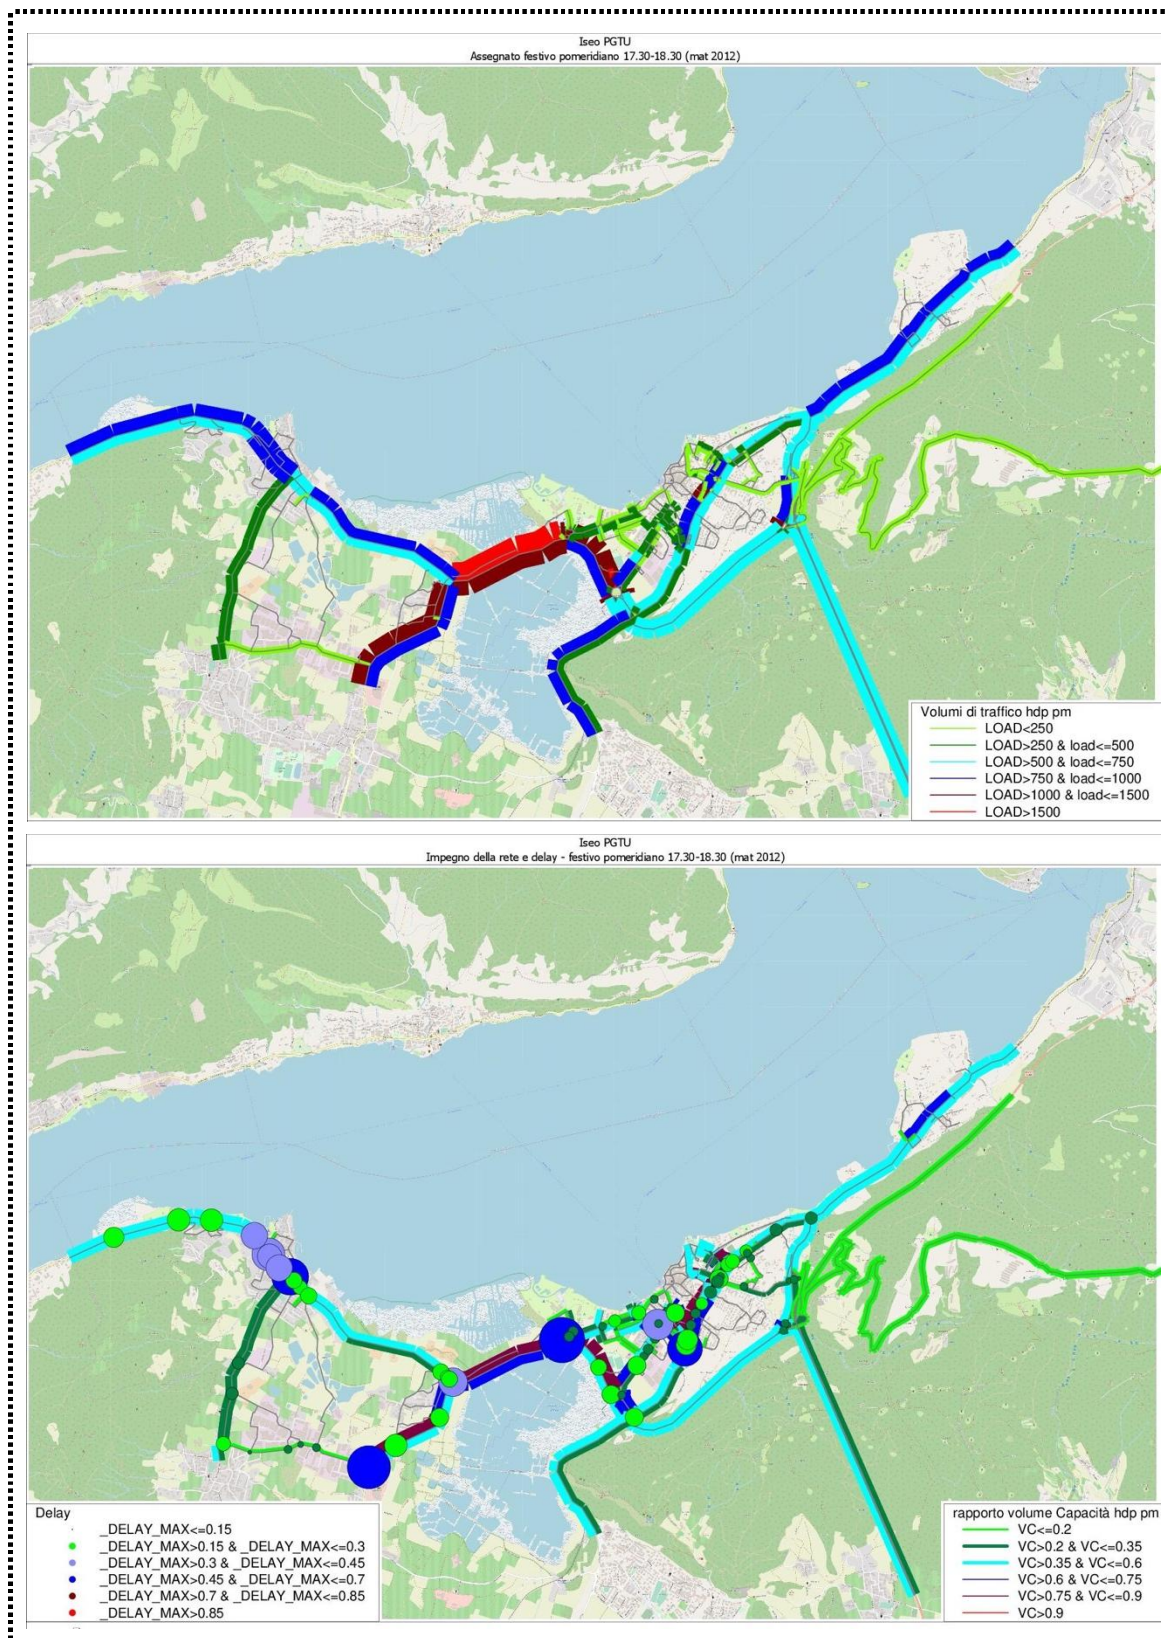 Iseo PGTU
Assegnato festivo pomeridiano 17.30-18.30 (mat 2012)
Volumi di traffico hdp pm
LOAD<250
LOAD>250 & load<=500
LOAD>500 & load<=750
LOAD>750 & load<=1000
LOAD>1000 & load<=1500
LOAD>1500
Iseo PGTU
Impegno della rete e delay - festivo pomeridiano 17.30-18.30 (mat 2012)
Delay
_DELAY_MAX<=0.15
_DELAY_MAX>0.15 & _DELAY_MAX<=0.3
_DELAY_MAX>0.3 & _DELAY_MAX<=0.45
_DELAY_MAX>0.45 & _DELAY_MAX<=0.7
_DELAY_MAX>0.7 & _DELAY_MAX<=0.85
_DELAY_MAX>0.85
rapporto volume Capacità hdp pm
VC<=0.2
VC>0.2 & VC<=0.35
VC>0.35 & VC<=0.6
VC>0.6 & VC<=0.75
VC>0.75 & VC<=0.9
VC>0.9